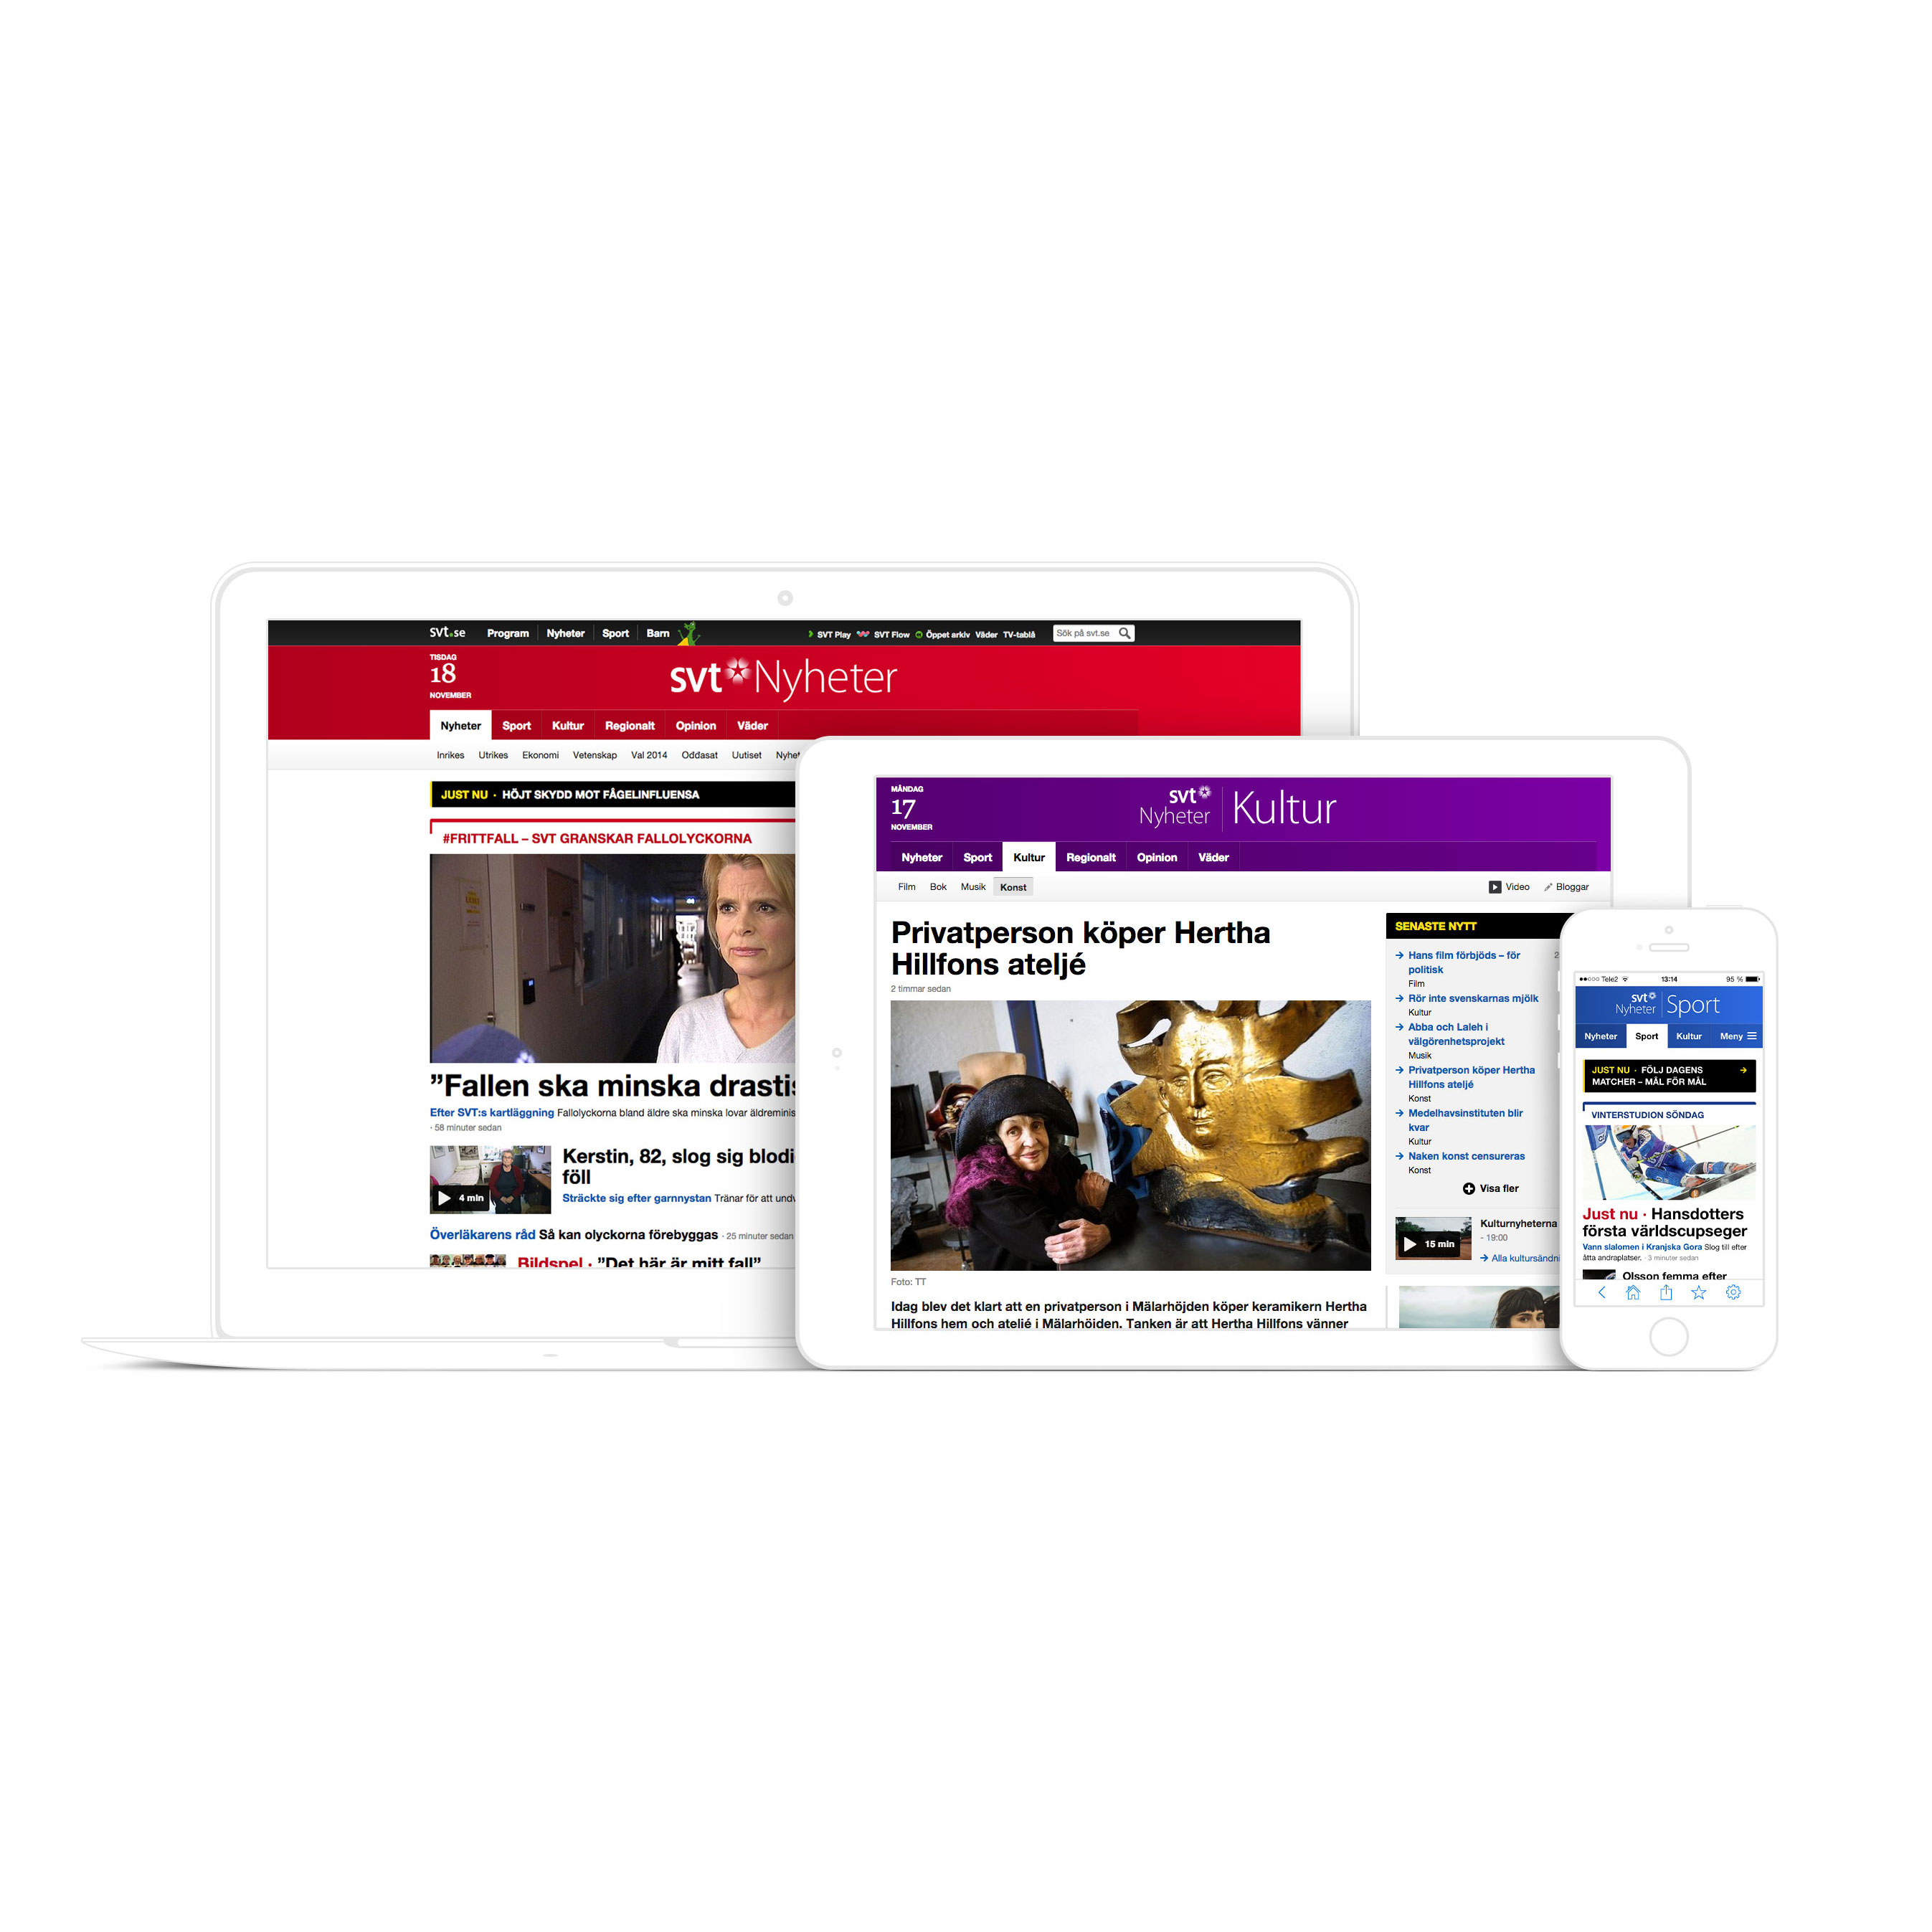 svt.se Program Nyheter Sport Barn SVT Play SVT Flow Öppet arkiv Väder TV-tablå Sök på svt.se
TISDAG
18
NOVEMBER
svt Nyheter
Nyheter Sport Kultur Regionalt Opinion Väder
Inrikes Utrikes Ekonomi Vetenskap Val 2014 Ođđasat Uutiset Nyhet
JUST NU · HÖJT SKYDD MOT FÅGELINFLUENSA
#FRITTFALL – SVT GRANSKAR FALLOLYCKORNA
”Fallen ska minska drastis
Efter SVT:s kartläggning Fallolyckorna bland äldre ska minska lovar äldreminis
· 58 minuter sedan
4 min
Kerstin, 82, slog sig blodi
föll
Sträckte sig efter garnnystan Tränar för att undv
Överläkarens råd Så kan olyckorna förebyggas · 25 minuter sedan
Bildspel · ”Det här är mitt fall”
MÅNDAG
17
NOVEMBER
svt
Nyheter
Kultur
Nyheter Sport Kultur Regionalt Opinion Väder
Film Bok Musik Konst Video Bloggar
Privatperson köper Hertha
Hillfons ateljé
2 timmar sedan
Foto: TT
Idag blev det klart att en privatperson i Mälarhöjden köper keramikern Hertha
Hillfons hem och ateljé i Mälarhöjden. Tanken är att Hertha Hillfons vänner
SENASTE NYTT
→ Hans film förbjöds – för 2
politisk
Film
→ Rör inte svenskarnas mjölk
Kultur
→ Abba och Laleh i
välgörenhetsprojekt
Musik
→ Privatperson köper Hertha
Hillfons ateljé
Konst
→ Medelhavsinstituten blir
kvar
Kultur
→ Naken konst censureras
Konst
Visa fler
15 min
Kulturnyheterna
- 19:00
→ Alla kultursändni
Tele2 13:14 95 %
svt
Nyheter
Sport
Nyheter Sport Kultur Meny
JUST NU · FÖLJ DAGENS →
MATCHER – MÅL FÖR MÅL
VINTERSTUDION SÖNDAG
Just nu · Hansdotters
första världscupseger
Vann slalomen i Kranjska Gora Slog till efter
åtta andraplatser. · 3 minuter sedan
Olsson femma efter